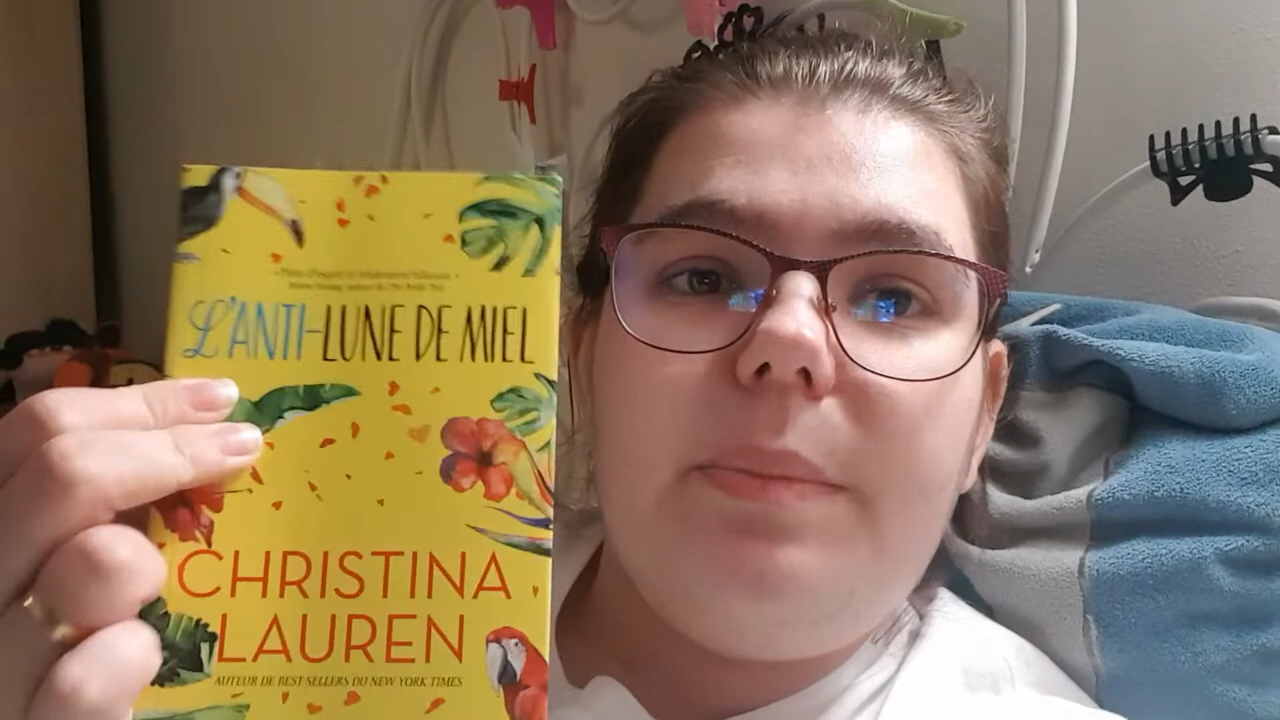 L'ANTI-LUNE DE MIEL
CHRISTINA
LAUREN
AUTEUR DE BEST SELLERS DU NEW YORK TIMES